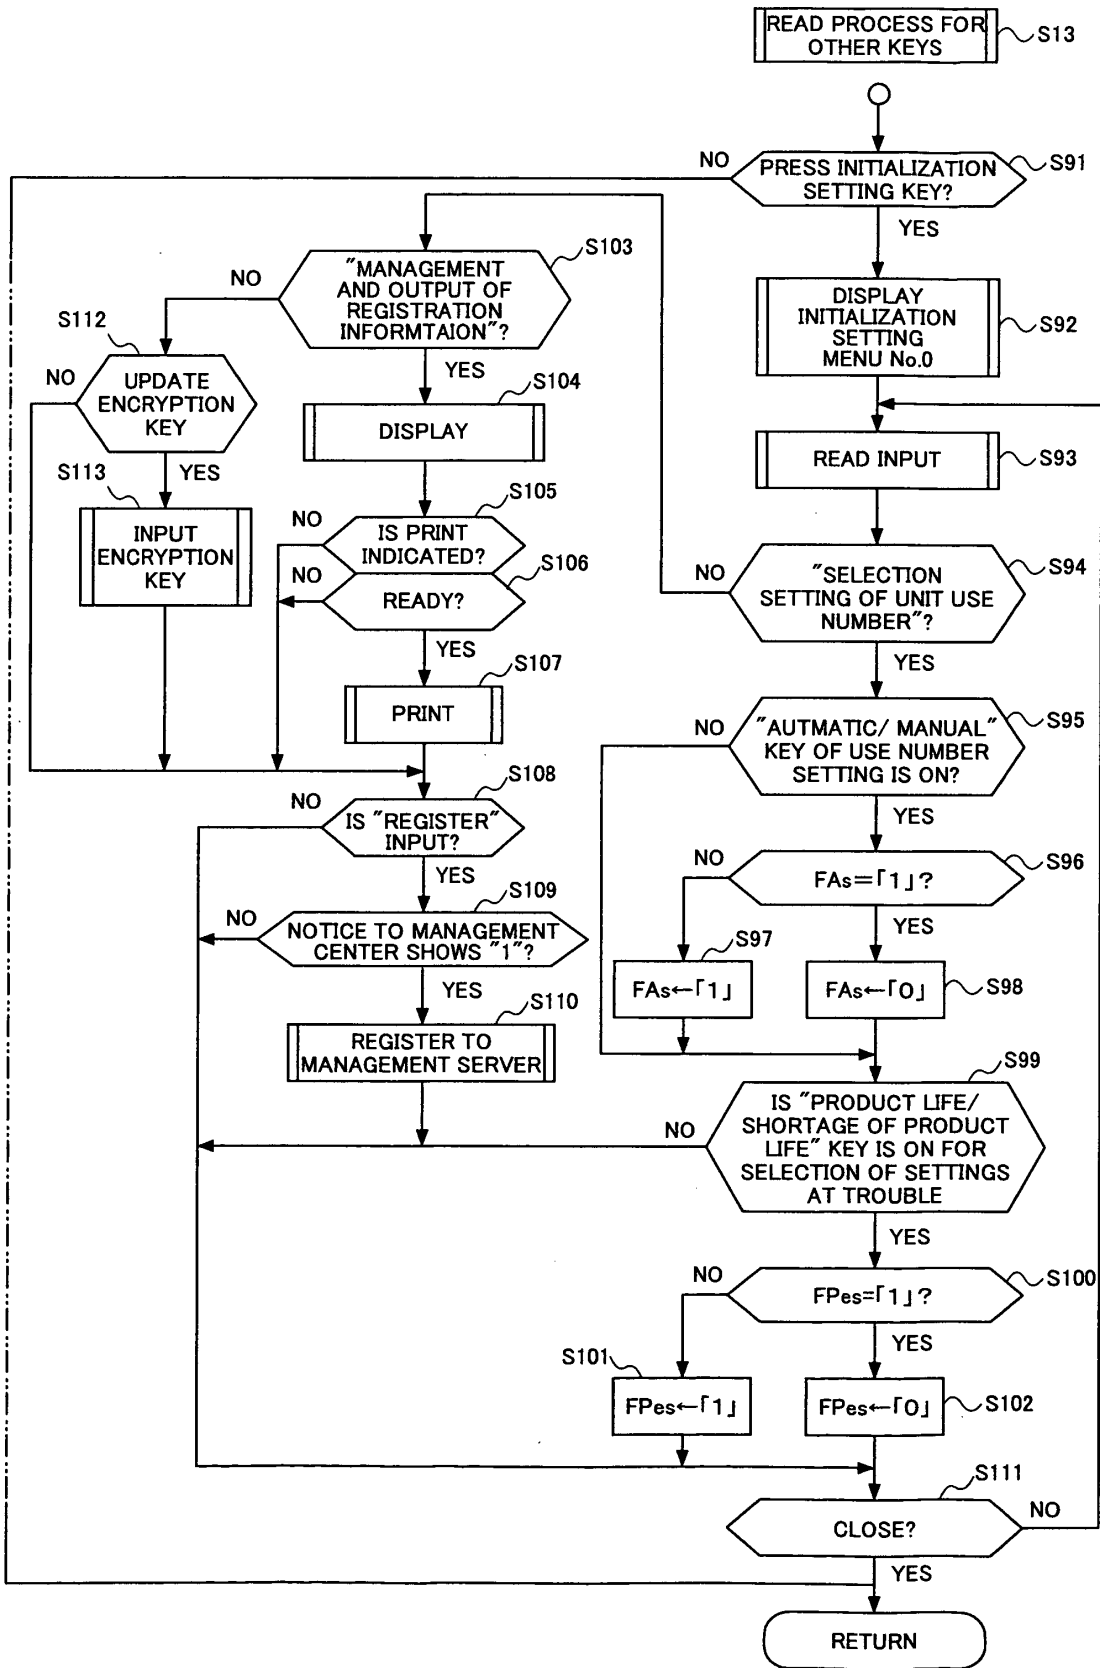 READ PROCESS FOR
OTHER KEYS
S13
NO
PRESS INITIALIZATION
SETTING KEY?
S91
YES
DISPLAY
INITIALIZATION
SETTING
MENU No.0
S92
READ INPUT
S93
NO
"SELECTION
SETTING OF UNIT USE
NUMBER"?
S94
YES
NO
"AUTMATIC/ MANUAL"
KEY OF USE NUMBER
SETTING IS ON?
S95
YES
NO
FAs=「1」?
S96
YES
S97
FAs←「1」
FAs←「0」
S98
S99
IS "PRODUCT LIFE/
SHORTAGE OF PRODUCT
LIFE" KEY IS ON FOR
SELECTION OF SETTINGS
AT TROUBLE
NO
YES
NO
FPes=「1」?
S100
YES
S101
FPes←「1」
FPes←「0」
S102
S111
CLOSE?
NO
YES
RETURN
S103
NO
"MANAGEMENT
AND OUTPUT OF
REGISTRATION
INFORMTAION"?
YES
S104
DISPLAY
S105
NO
IS PRINT
INDICATED?
S106
NO
READY?
YES
S107
PRINT
S108
NO
IS "REGISTER"
INPUT?
YES
S109
NO
NOTICE TO MANAGEMENT
CENTER SHOWS "1"?
YES
S110
REGISTER TO
MANAGEMENT SERVER
S112
NO
UPDATE
ENCRYPTION
KEY
YES
S113
INPUT
ENCRYPTION
KEY